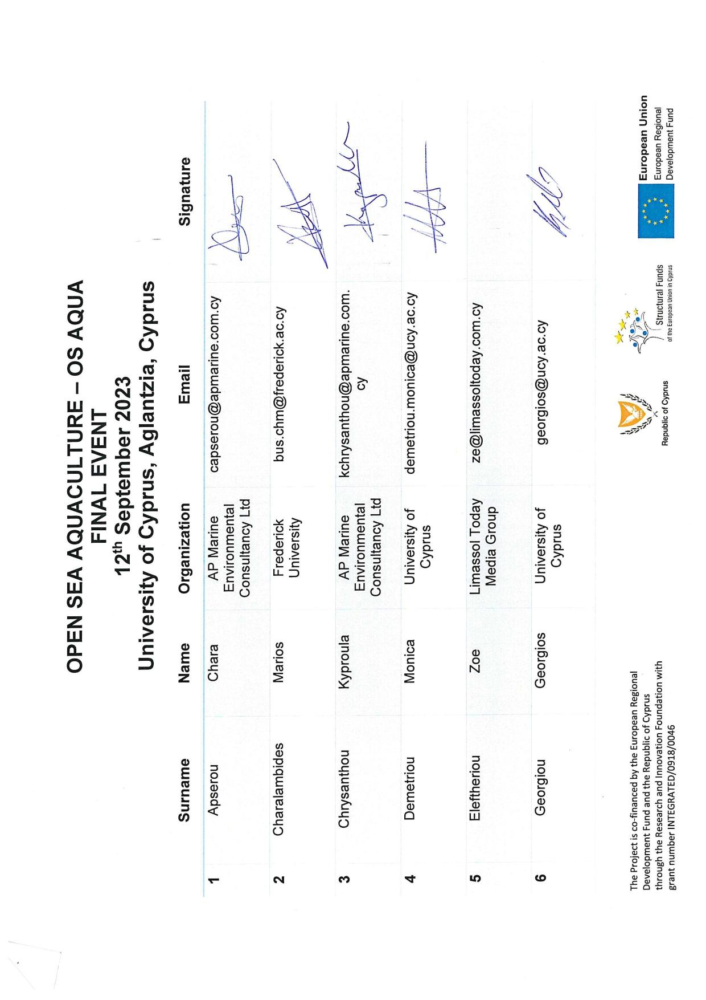 OPEN SEA AQUACULTURE – OS AQUA
FINAL EVENT
12th September 2023
University of Cyprus, Aglantzia, Cyprus
Surname Name Organization Email Signature
1 Apserou Chara AP Marine capserou@apmarine.com.cy
Environmental
Consultancy Ltd
2 Charalambides Marios Frederick bus.chm@frederick.ac.cy
University
3 Chrysanthou Kyproula AP Marine kchrysanthou@apmarine.com.
Environmental cy
Consultancy Ltd
4 Demetriou Monica University of demetriou.monica@ucy.ac.cy
Cyprus
5 Eleftheriou Zoe Limassol Today ze@limassoltoday.com.cy
Media Group
6 Georgiou Georgios University of georgios@ucy.ac.cy
Cyprus
The Project is co-financed by the European Regional
Development Fund and the Republic of Cyprus
through the Research and Innovation Foundation with
grant number INTEGRATED/0918/0046
Republic of Cyprus
Structural Funds
of the European Union in Cyprus
European Union
European Regional
Development Fund